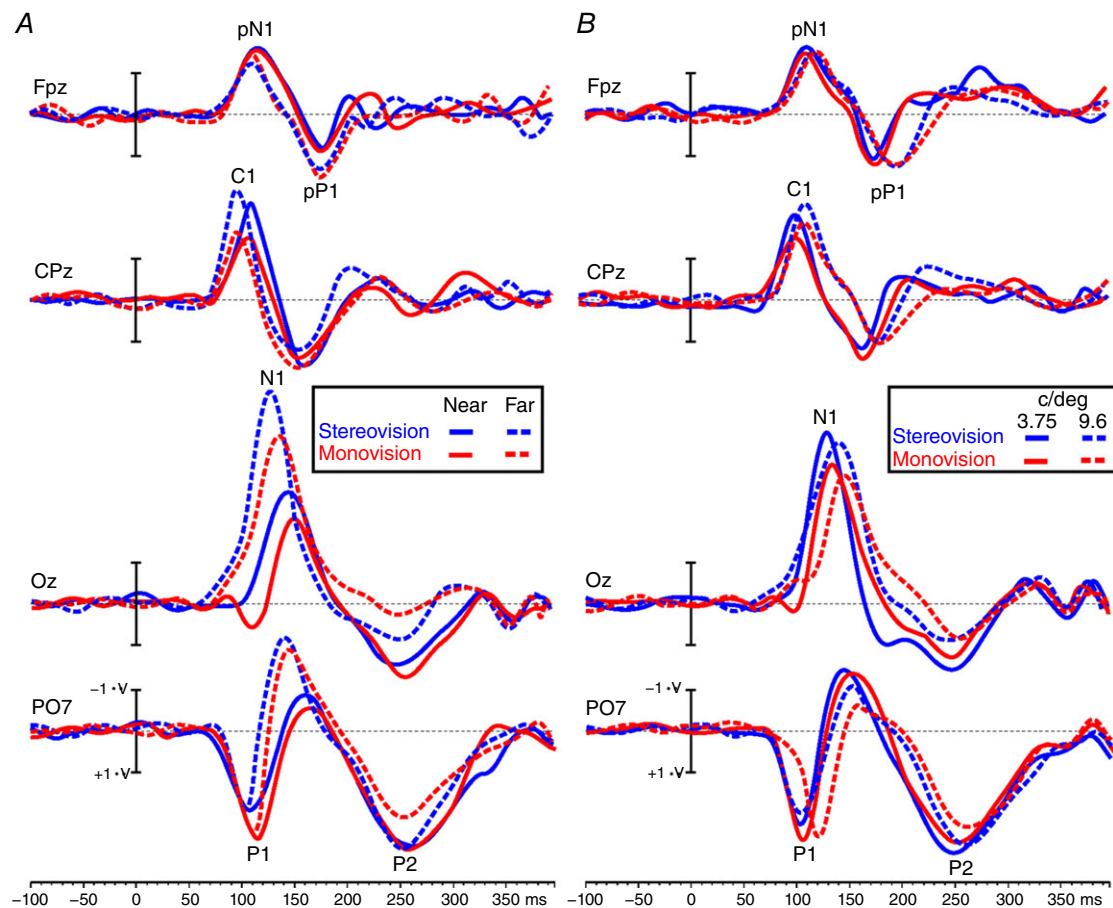 A
B
pN1
pN1
Fpz
Fpz
pP1
pP1
C1
C1
CPz
CPz
N1
N1
Near Far
Stereovision
Monovision
c/deg
3.75 9.6
Stereovision
Monovision
Oz
Oz
PO7
PO7
−1 •V
−1 •V
+1 •V
+1 •V
P1
P1
P2
P2
−100 −50 0 50 100 150 200 250 300 350 ms
−100 −50 0 50 100 150 200 250 300 350 ms